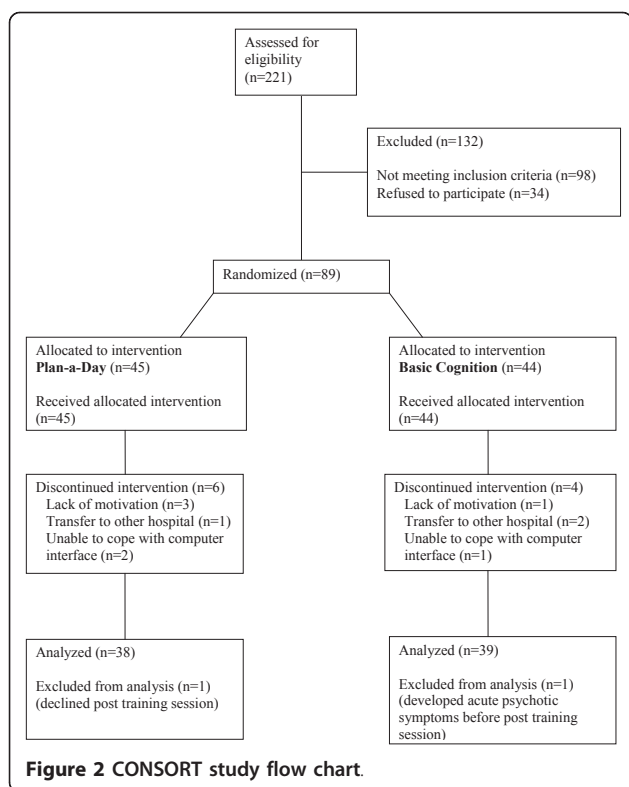 Assessed for
eligibility
(n=221)
Excluded (n=132)
Not meeting inclusion criteria (n=98)
Refused to participate (n=34)
Randomized (n=89)
Allocated to intervention
Plan-a-Day (n=45)
Received allocated intervention
(n=45)
Allocated to intervention
Basic Cognition (n=44)
Received allocated intervention
(n=44)
Discontinued intervention (n=6)
Lack of motivation (n=3)
Transfer to other hospital (n=1)
Unable to cope with computer
interface (n=2)
Discontinued intervention (n=4)
Lack of motivation (n=1)
Transfer to other hospital (n=2)
Unable to cope with computer
interface (n=1)
Analyzed (n=38)
Excluded from analysis (n=1)
(declined post training session)
Analyzed (n=39)
Excluded from analysis (n=1)
(developed acute psychotic
symptoms before post training
session)
Figure 2 CONSORT study flow chart.